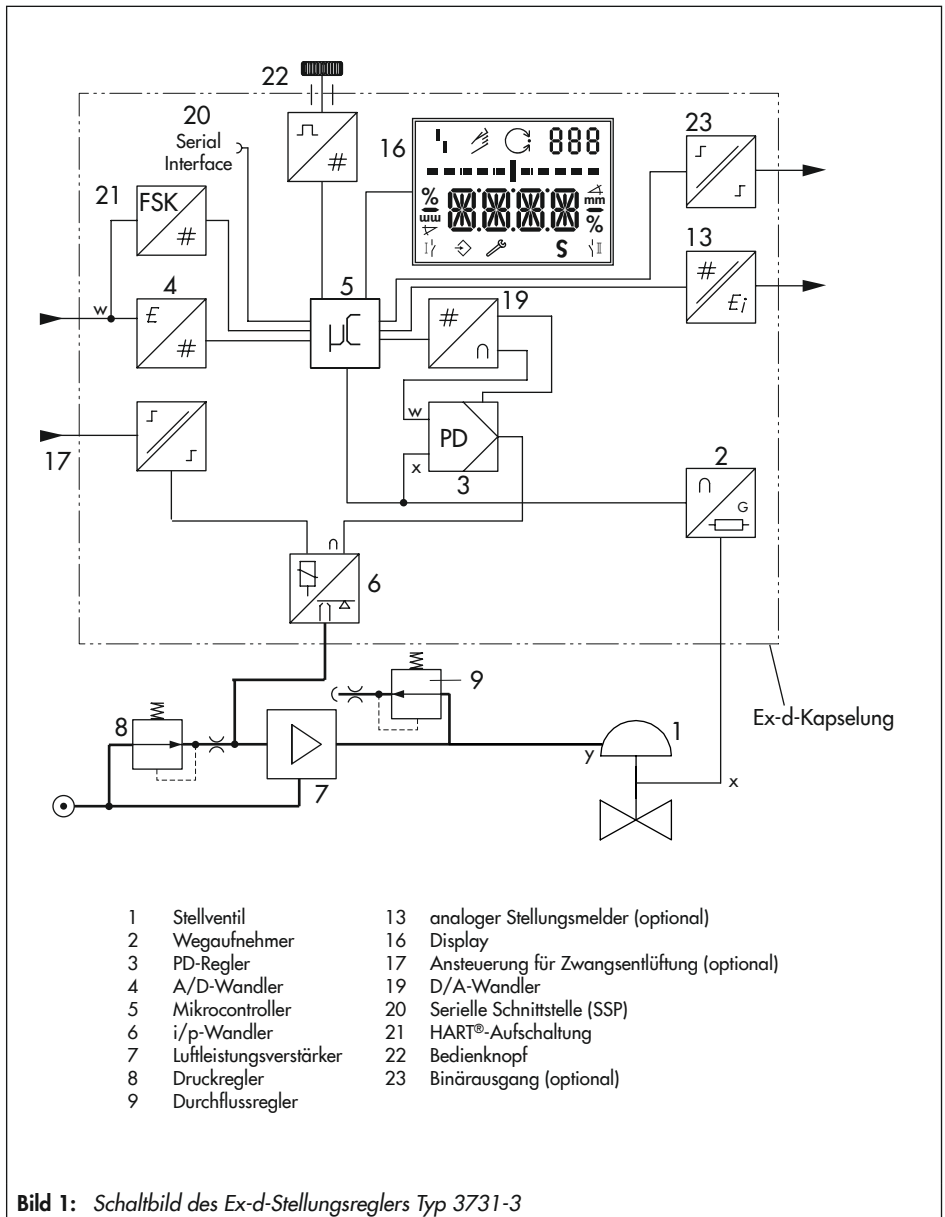 22
20
Serial
Interface
16
888
%
mm
mm
%
S
23
21
FSK
#
#
13
#
Ei
w
4
E
#
5
µC
19
#
w
PD
x
3
17
2
G
6
9
8
7
Ex-d-Kapselung
1
y
x
1 Stellventil
2 Wegaufnehmer
3 PD-Regler
4 A/D-Wandler
5 Mikrocontroller
6 i/p-Wandler
7 Luftleistungsverstärker
8 Druckregler
9 Durchflussregler
13 analoger Stellungsmelder (optional)
16 Display
17 Ansteuerung für Zwangsentlüftung (optional)
19 D/A-Wandler
20 Serielle Schnittstelle (SSP)
21 HART®-Aufschaltung
22 Bedienknopf
23 Binärausgang (optional)
Bild 1: Schaltbild des Ex-d-Stellungsreglers Typ 3731-3